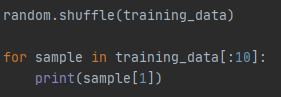 random.shuffle(training_data)
for sample in training_data[:10]:
    print(sample[1])